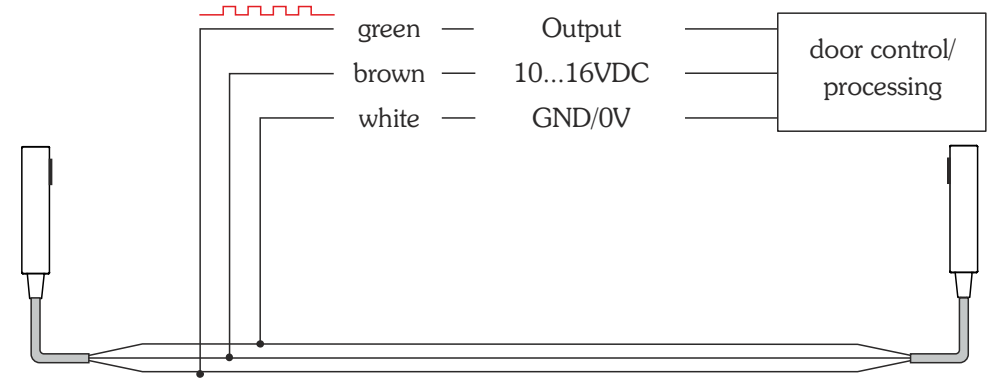 green — Output
brown — 10...16VDC
white — GND/0V
door control/
processing